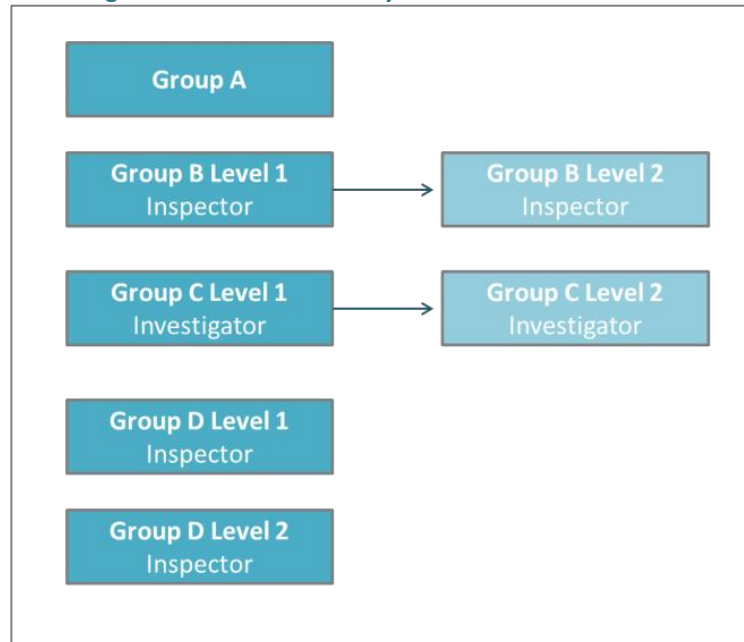 Group A
Group B Level 1
Inspector
Group B Level 2
Inspector
Group C Level 1
Investigator
Group C Level 2
Investigator
Group D Level 1
Inspector
Group D Level 2
Inspector